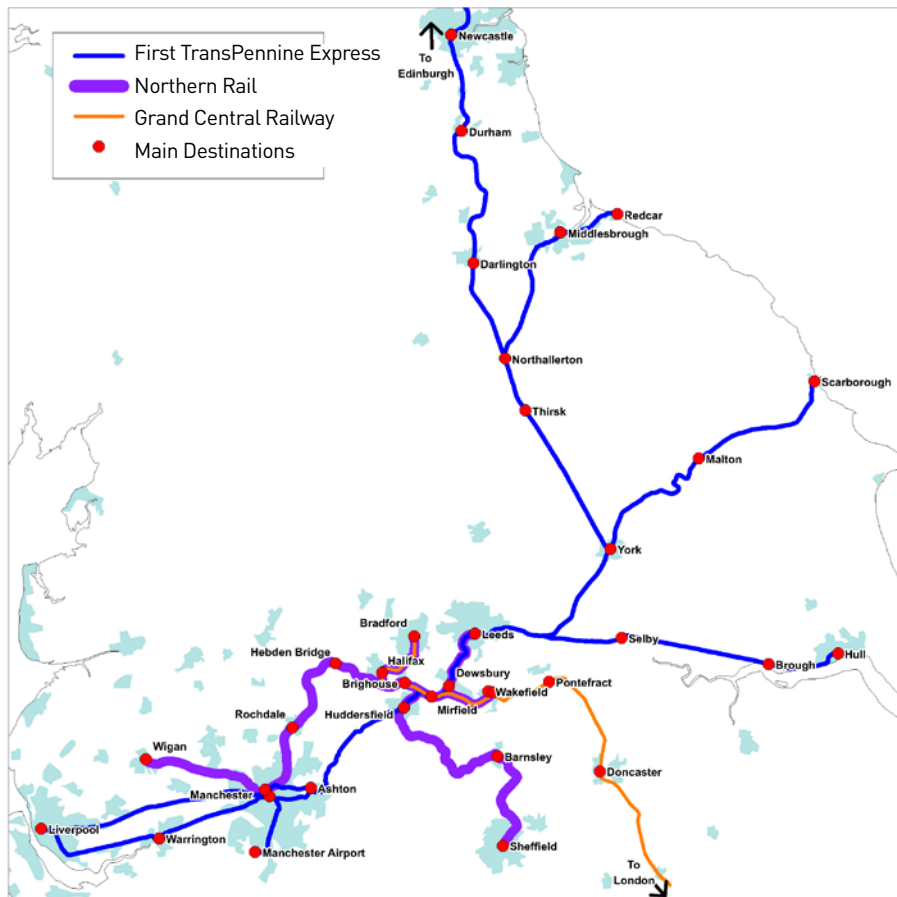 First TransPennine Express
Northern Rail
Grand Central Railway
Main Destinations
Newcastle
To
Edinburgh
Durham
Redcar
Middlesbrough
Darlington
Northallerton
Scarborough
Thirsk
Malton
York
Bradford
Leeds
Selby
Hebden Bridge
Halifax
Hull
Brough
Dewsbury
Brighouse
Wakefield
Pontefract
Mirfield
Huddersfield
Rochdale
Wigan
Barnsley
Doncaster
Manchester
Ashton
Liverpool
Warrington
Manchester Airport
Sheffield
To
London